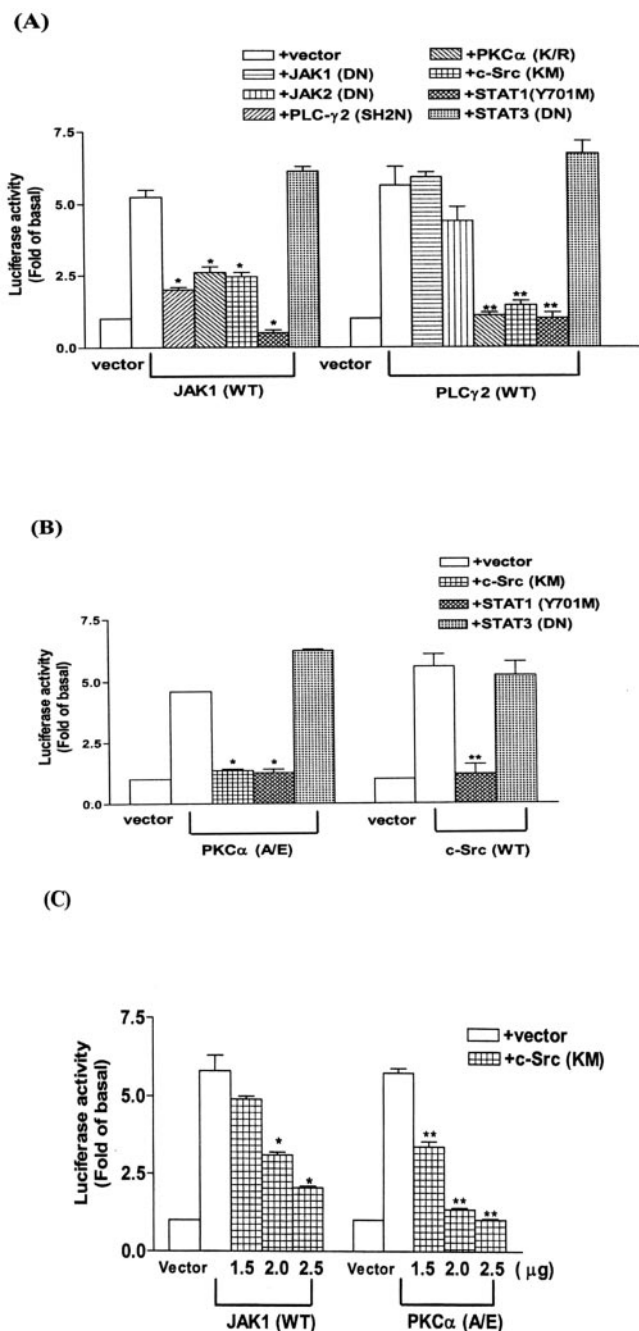 (A)
+vector
+JAK1 (DN)
+JAK2 (DN)
+PLC-γ2 (SH2N)
+PKCα (K/R)
+c-Src (KM)
+STAT1(Y701M)
+STAT3 (DN)
Luciferase activity
(Fold of basal)
7.5
5.0
2.5
0.0
* * * * ** ** **
vector vector
JAK1 (WT) PLCγ2 (WT)
(B)
+vector
+c-Src (KM)
+STAT1 (Y701M)
+STAT3 (DN)
Luciferase activity
(Fold of basal)
7.5
5.0
2.5
0.0
* * **
vector vector
PKCα (A/E) c-Src (WT)
(C)
+vector
+c-Src (KM)
Luciferase activity
(Fold of basal)
7.5
5.0
2.5
0.0
* * ** ** **
Vector 1.5 2.0 2.5 Vector 1.5 2.0 2.5 ( μg)
JAK1 (WT) PKCα (A/E)